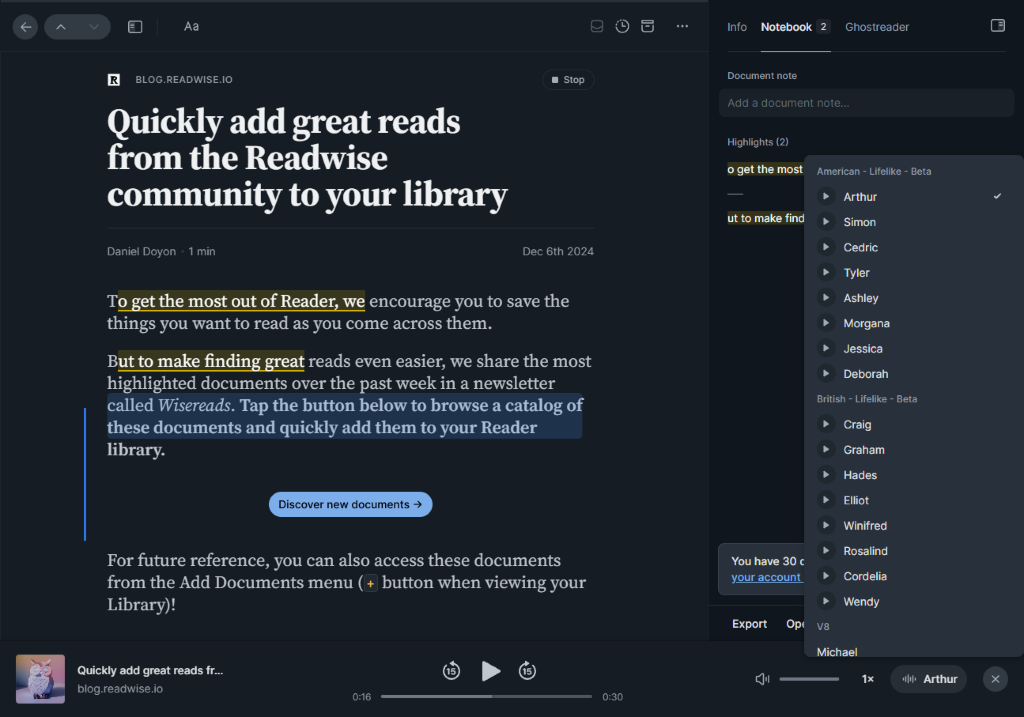 Aa
Info
Notebook 2
Ghostreader
R BLOG.READWISE.IO
Stop
Quickly add great reads
from the Readwise
community to your library
Daniel Doyon · 1 min
Dec 6th 2024
To get the most out of Reader, we encourage you to save the
things you want to read as you come across them.
But to make finding great reads even easier, we share the most
highlighted documents over the past week in a newsletter
called Wisereads. Tap the button below to browse a catalog of
these documents and quickly add them to your Reader
library.
Discover new documents →
For future reference, you can also access these documents
from the Add Documents menu (+ button when viewing your
Library)!
Document note
Add a document note...
Highlights (2)
o get the most
ut to make find
You have 30
your account
Export
American - Lifelike - Beta
Arthur
Simon
Cedric
Tyler
Ashley
Morgana
Jessica
Deborah
British - Lifelike - Beta
Craig
Graham
Hades
Elliot
Winifred
Rosalind
Cordelia
Wendy
V8
Michael
Quickly add great reads fr...
blog.readwise.io
15
15
0:16
0:30
1×
Arthur